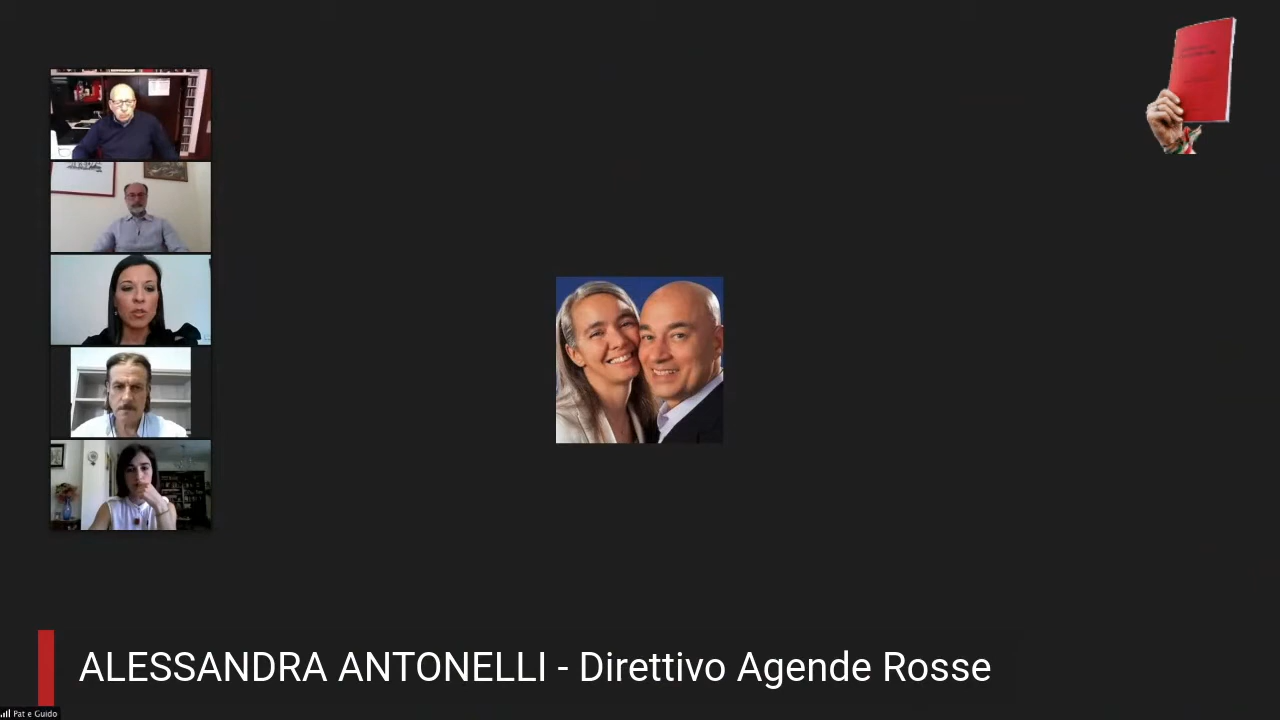 ALESSANDRA ANTONELLI - Direttivo Agende Rosse
Pat e Guido